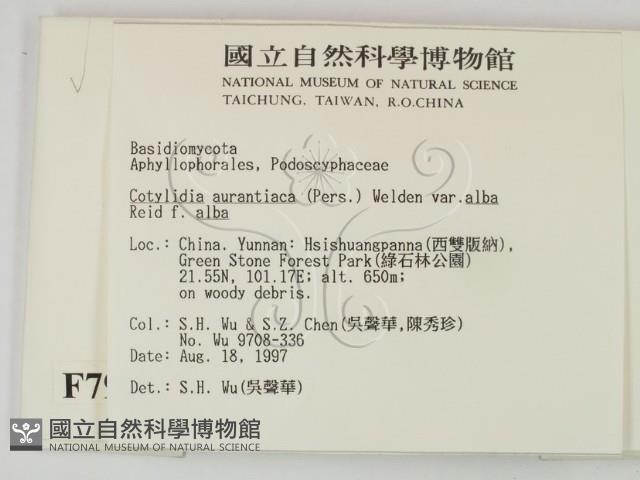 國立自然科學博物館
NATIONAL MUSEUM OF NATURAL SCIENCE
TAICHUNG, TAIWAN, R.O.CHINA
Basidiomycota
Aphyllophorales, Podoscyphaceae
Cotylidia aurantiaca (Pers.) Welden var.alba
Reid f. alba
Loc.: China. Yunnan: Hsishuangpanna(西雙版納),
Green Stone Forest Park(綠石林公園)
21.55N, 101.17E; alt. 650m;
on woody debris.
Col.: S.H. Wu & S.Z. Chen(吳聲華,陳秀珍)
No. Wu 9708-336
Date: Aug. 18, 1997
Det.: S.H. Wu(吳聲華)
F79
國立自然科學博物館
NATIONAL MUSEUM OF NATURAL SCIENCE